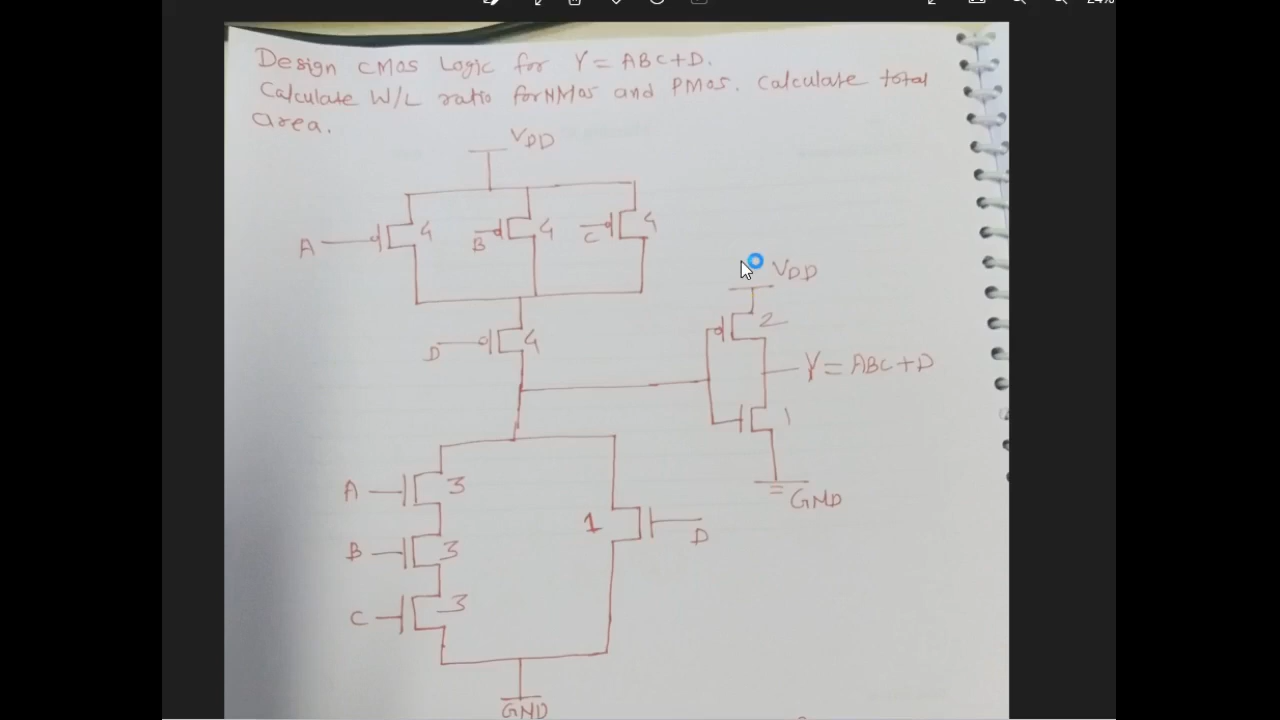 Design CMOS Logic for Y = ABC+D.
Calculate W/L ratio for NMOS and PMOS. Calculate total
area.
VDD
A 4 B 4 C 4
VDD
2
D 4
Y = ABC+D
1
A 3
GND
1 D
B 3
C 3
GND